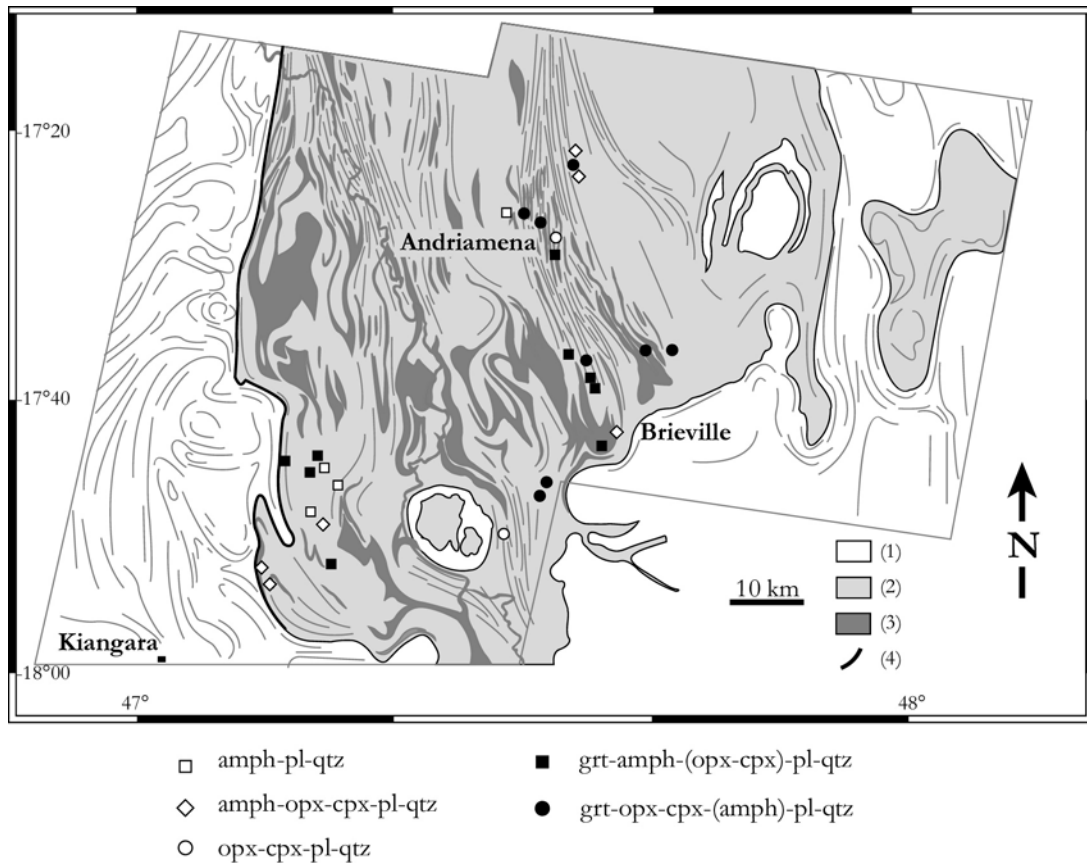 -17°20
Andriamena
-17°40
Brieville
(1)
N
10 km
(2)
(3)
Kiangara
(4)
-18°00
47°
48°
amph-pl-qtz
grt-amph-(opx-cpx)-pl-qtz
amph-opx-cpx-pl-qtz
grt-opx-cpx-(amph)-pl-qtz
opx-cpx-pl-qtz